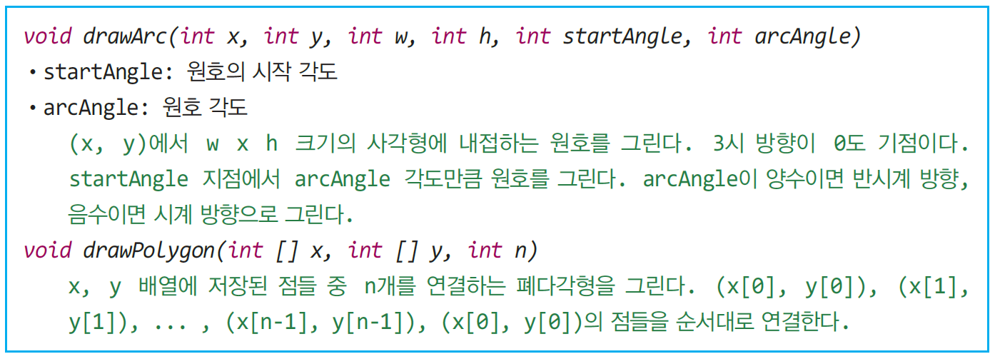 void drawArc(int x, int y, int w, int h, int startAngle, int arcAngle)
• startAngle: 원호의 시작 각도
• arcAngle: 원호 각도
(x, y)에서 w x h 크기의 사각형에 내접하는 원호를 그린다. 3시 방향이 0도 기점이다.
startAngle 지점에서 arcAngle 각도만큼 원호를 그린다. arcAngle이 양수이면 반시계 방향,
음수이면 시계 방향으로 그린다.
void drawPolygon(int [] x, int [] y, int n)
x, y 배열에 저장된 점들 중 n개를 연결하는 폐다각형을 그린다. (x[0], y[0]), (x[1],
y[1]), ... , (x[n-1], y[n-1]), (x[0], y[0])의 점들을 순서대로 연결한다.